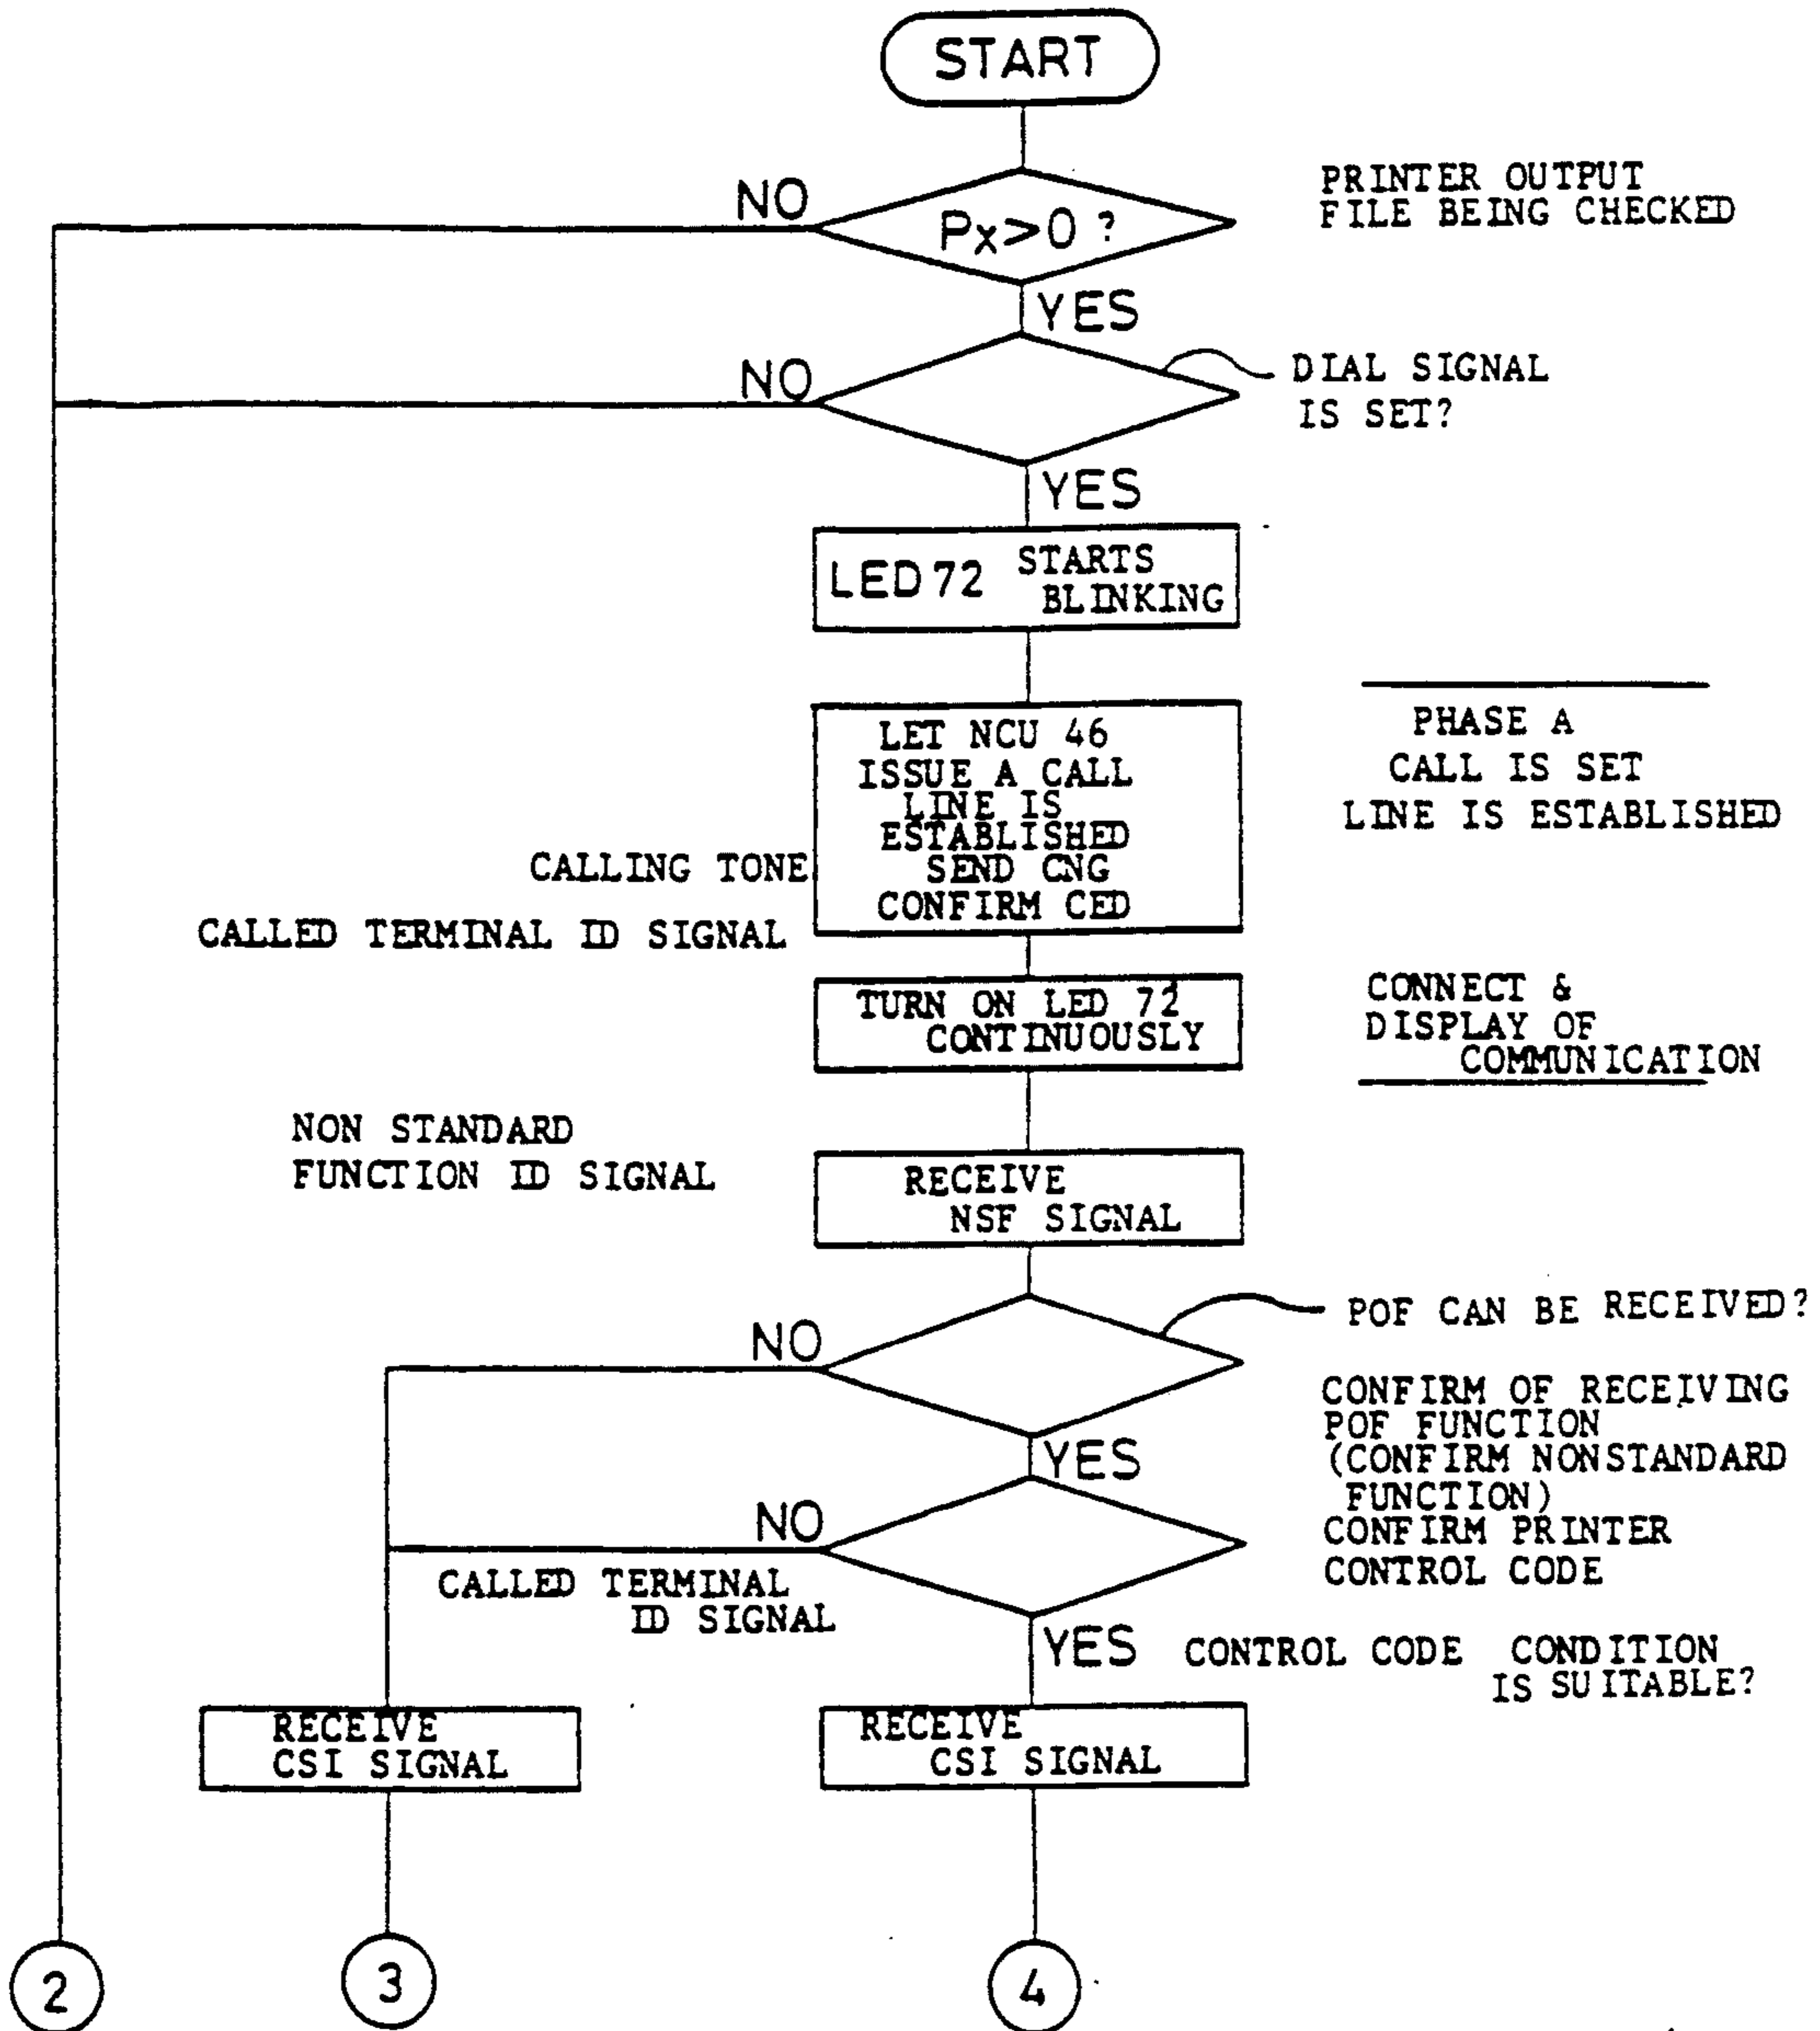 START
NO
Px>0 ?
PRINTER OUTPUT
FILE BEING CHECKED
YES
NO
DIAL SIGNAL
IS SET?
YES
LED 72 STARTS
BLINKING
LET NCU 46
ISSUE A CALL
LINE IS
ESTABLISHED
SEND CNG
CONFIRM CED
PHASE A
CALL IS SET
LINE IS ESTABLISHED
CALLING TONE
CALLED TERMINAL ID SIGNAL
TURN ON LED 72
CONTINUOUSLY
CONNECT &
DISPLAY OF
COMMUNICATION
NON STANDARD
FUNCTION ID SIGNAL
RECEIVE
NSF SIGNAL
POF CAN BE RECEIVED?
NO
YES
CONFIRM OF RECEIVING
POF FUNCTION
(CONFIRM NONSTANDARD
FUNCTION)
CONFIRM PRINTER
CONTROL CODE
NO
CALLED TERMINAL
ID SIGNAL
YES
CONTROL CODE CONDITION
IS SUITABLE?
RECEIVE
CSI SIGNAL
RECEIVE
CSI SIGNAL
2
3
4